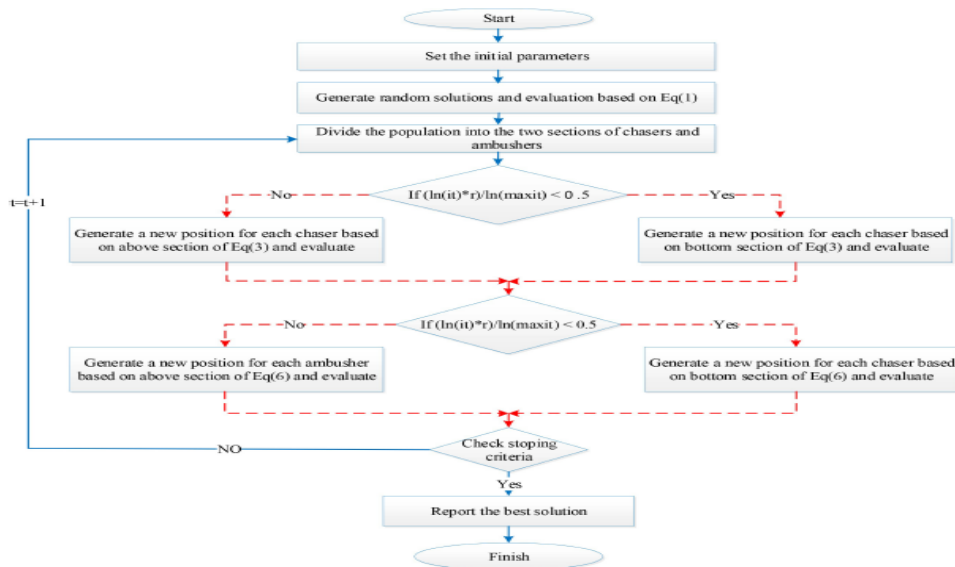 Start
Set the initial parameters
Generate random solutions and evaluation based on Eq(1)
Divide the population into the two sections of chasers and
ambushers
t=t+1
If (ln(it)*r)/ln(maxit) < 0 .5
No
Yes
Generate a new position for each chaser based
on above section of Eq(3) and evaluate
Generate a new position for each chaser based
on bottom section of Eq(3) and evaluate
If (ln(it)*r)/ln(maxit) < 0.5
No
Yes
Generate a new position for each ambusher
based on above section of Eq(6) and evaluate
Generate a new position for each chaser based
on bottom section of Eq(6) and evaluate
Check stoping
criteria
NO
Yes
Report the best solution
Finish